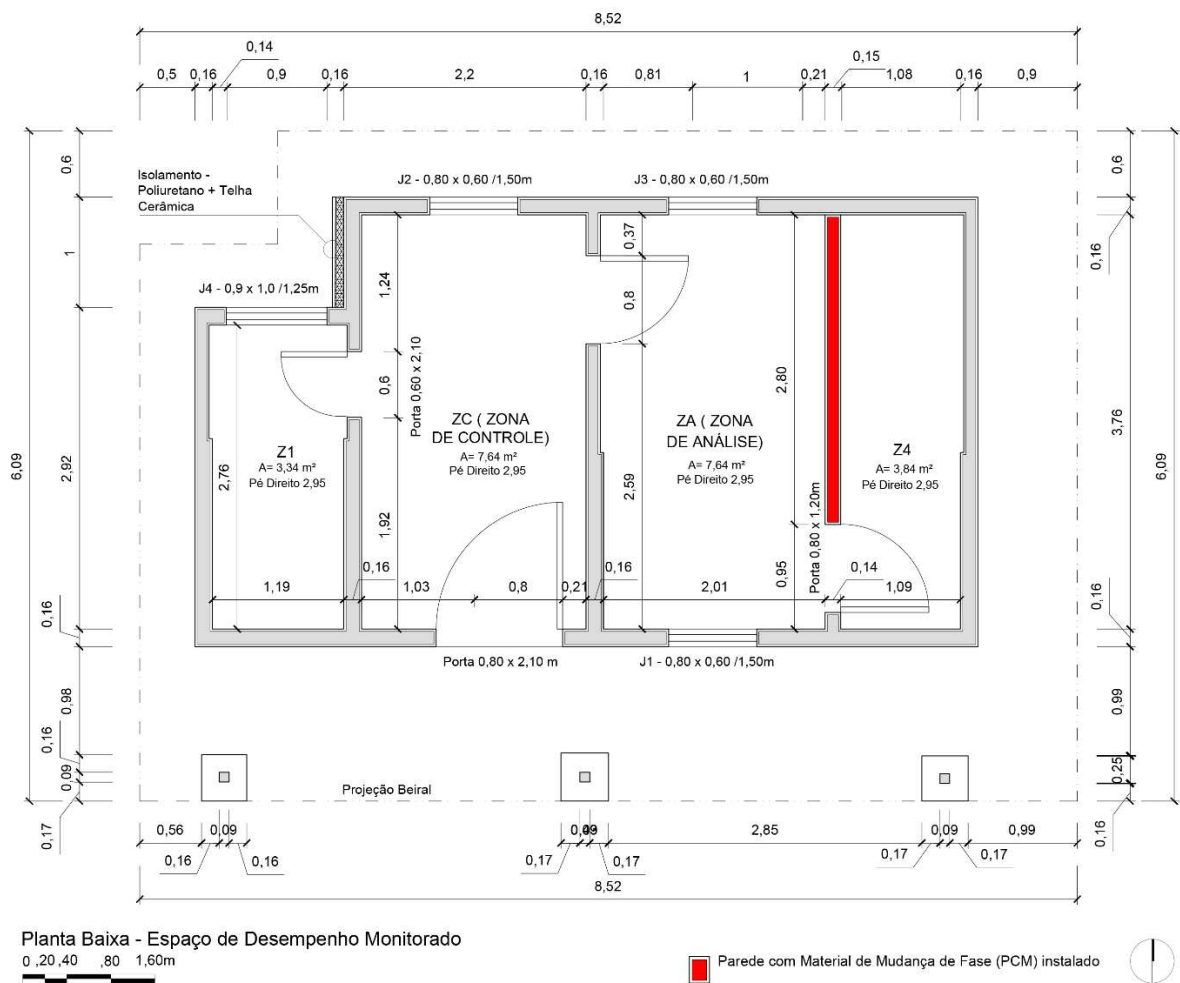 8,52
0,14
0,15
0,5
0,16
0,9
0,16
2,2
0,16
0,81
1
0,21
1,08
0,16
0,9
0,6
0,6
Isolamento -
Poliuretano + Telha
Cerâmica
J2 - 0,80 x 0,60 /1,50m
J3 - 0,80 x 0,60 /1,50m
1
0,37
0,16
1,24
J4 - 0,9 x 1,0 /1,25m
0,8
0,6
Porta 0,60 x 2,10
2,80
3,76
6,09
2,92
6,09
2,76
Z1
A= 3,34 m²
Pé Direito 2,95
ZC ( ZONA
DE CONTROLE)
A= 7,64 m²
Pé Direito 2,95
ZA ( ZONA
DE ANÁLISE)
A= 7,64 m²
Pé Direito 2,95
Z4
A= 3,84 m²
Pé Direito 2,95
1,92
2,59
Porta 0,80 x 1,20m
0,95
1,19
0,16
1,03
0,8
0,21
0,16
2,01
0,14
1,09
0,16
0,16
Porta 0,80 x 2,10 m
J1 - 0,80 x 0,60 /1,50m
0,98
0,99
0,16
0,09
0,17
0,25
0,16
Projeção Beiral
0,56
0,09
2,85
0,09
0,99
0,16
0,16
0,17
0,17
0,17
0,17
8,52
Planta Baixa - Espaço de Desempenho Monitorado
0 ,20 ,40 ,80 1,60m
Parede com Material de Mudança de Fase (PCM) instalado